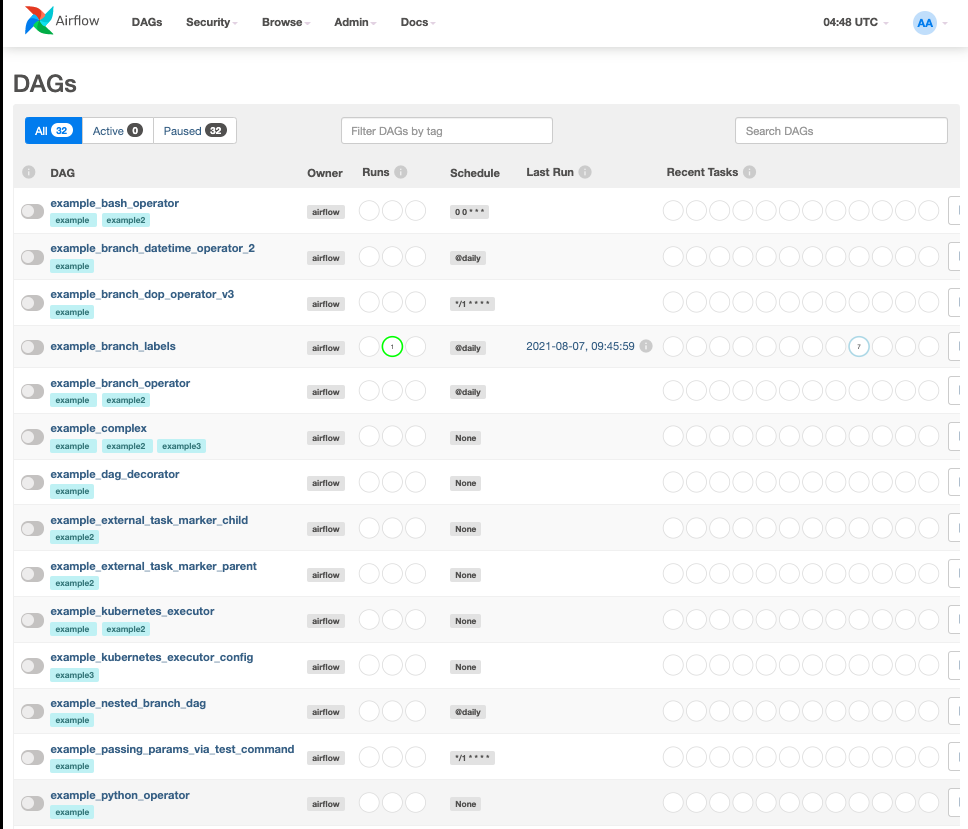 Airflow DAGs Security Browse Admin Docs 04:48 UTC AA
DAGs
All 32 Active 0 Paused 32 Filter DAGs by tag Search DAGs
i DAG Owner Runs i Schedule Last Run i Recent Tasks i
example_bash_operator
example example2 airflow 0 0 * * *
example_branch_datetime_operator_2
example airflow @daily
example_branch_dop_operator_v3
example airflow */1 * * * *
example_branch_labels airflow 1 @daily 2021-08-07, 09:45:59 i 7
example_branch_operator
example example2 airflow @daily
example_complex
example example2 example3 airflow None
example_dag_decorator
example airflow None
example_external_task_marker_child
example2 airflow None
example_external_task_marker_parent
example2 airflow None
example_kubernetes_executor
example example2 airflow None
example_kubernetes_executor_config
example3 airflow None
example_nested_branch_dag
example airflow @daily
example_passing_params_via_test_command
example airflow */1 * * * *
example_python_operator
example airflow None